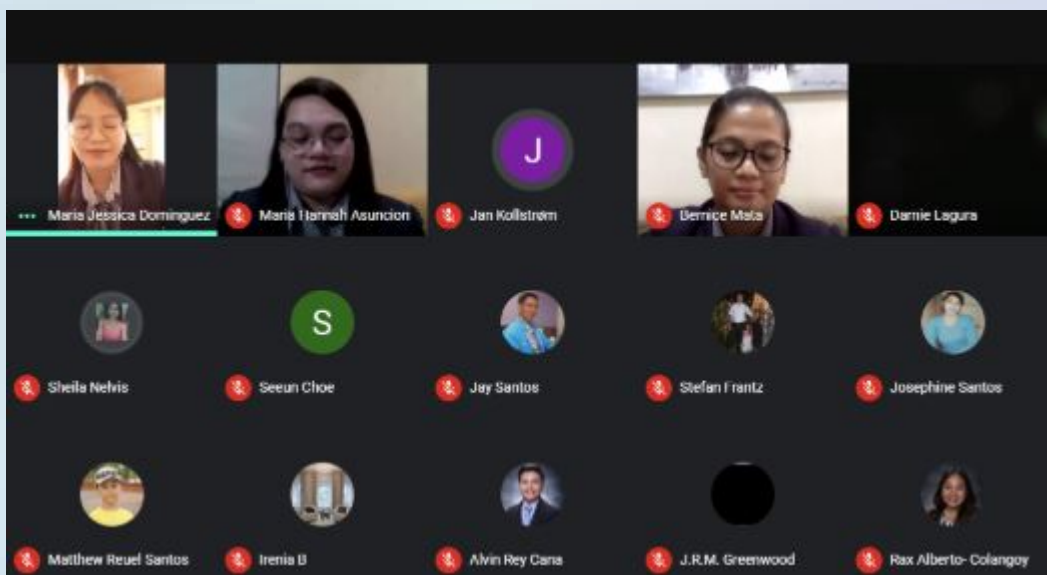 Maria Jessica Dominguez
Maria Hannah Asuncion
J
Jan Kollstrøm
Bernice Mata
Damie Lagura
Sheila Nelvis
S
Seeun Choe
Jay Santos
Stefan Frantz
Josephine Santos
Matthew Reuel Santos
Irenia B
Alvin Rey Cana
J.R.M. Greenwood
Rax Alberto- Colangoy